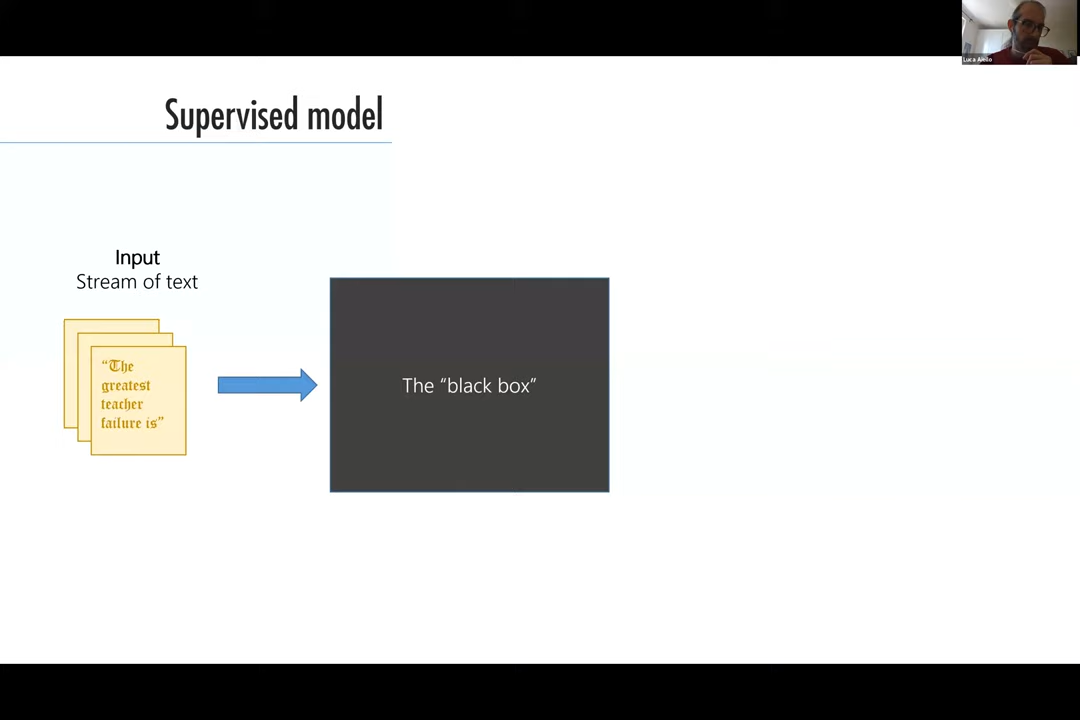 Luca Aiello
Supervised model
Input
Stream of text
“The
greatest
teacher
failure is”
The “black box”